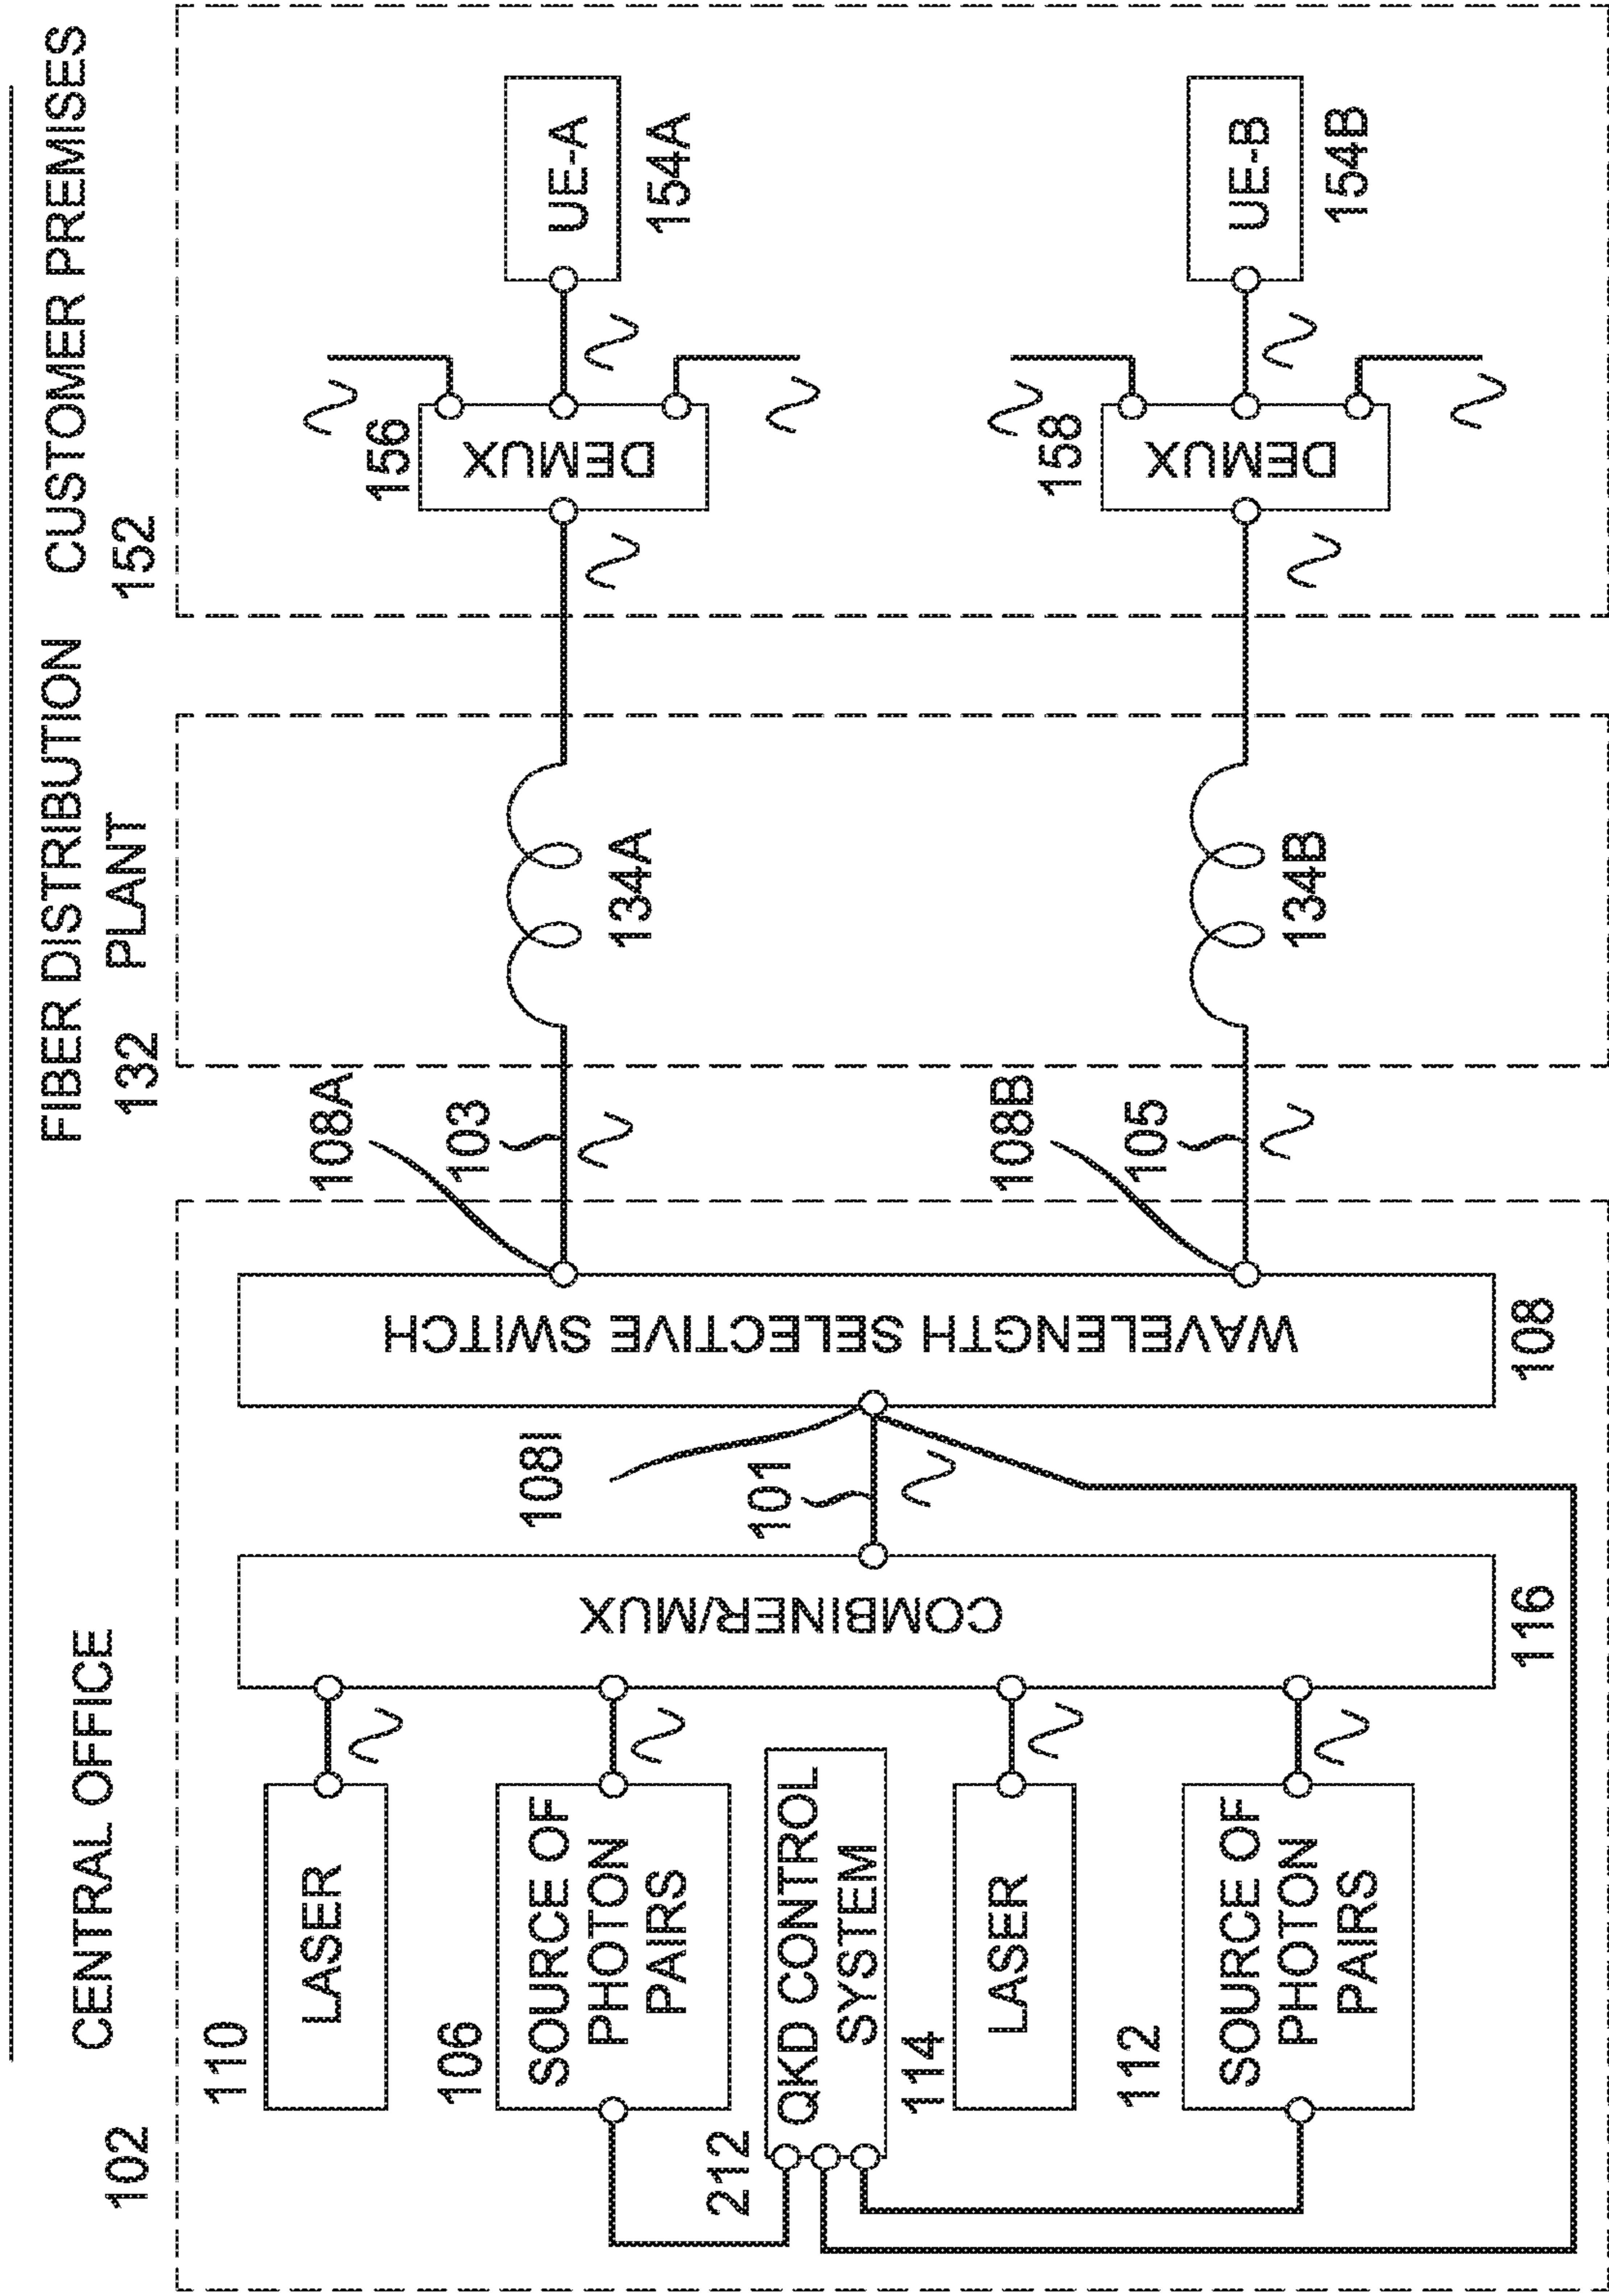 CENTRAL OFFICE
102
FIBER DISTRIBUTION
132 PLANT
CUSTOMER PREMISES
152
110
LASER
106
SOURCE OF
PHOTON
PAIRS
212
QKD CONTROL
SYSTEM
114
LASER
112
SOURCE OF
PHOTON
PAIRS
COMBINER/MUX
116
108I
101
WAVELENGTH SELECTIVE SWITCH
108
108A
103
108B
105
134A
134B
156
DEMUX
UE-A
154A
158
DEMUX
UE-B
154B